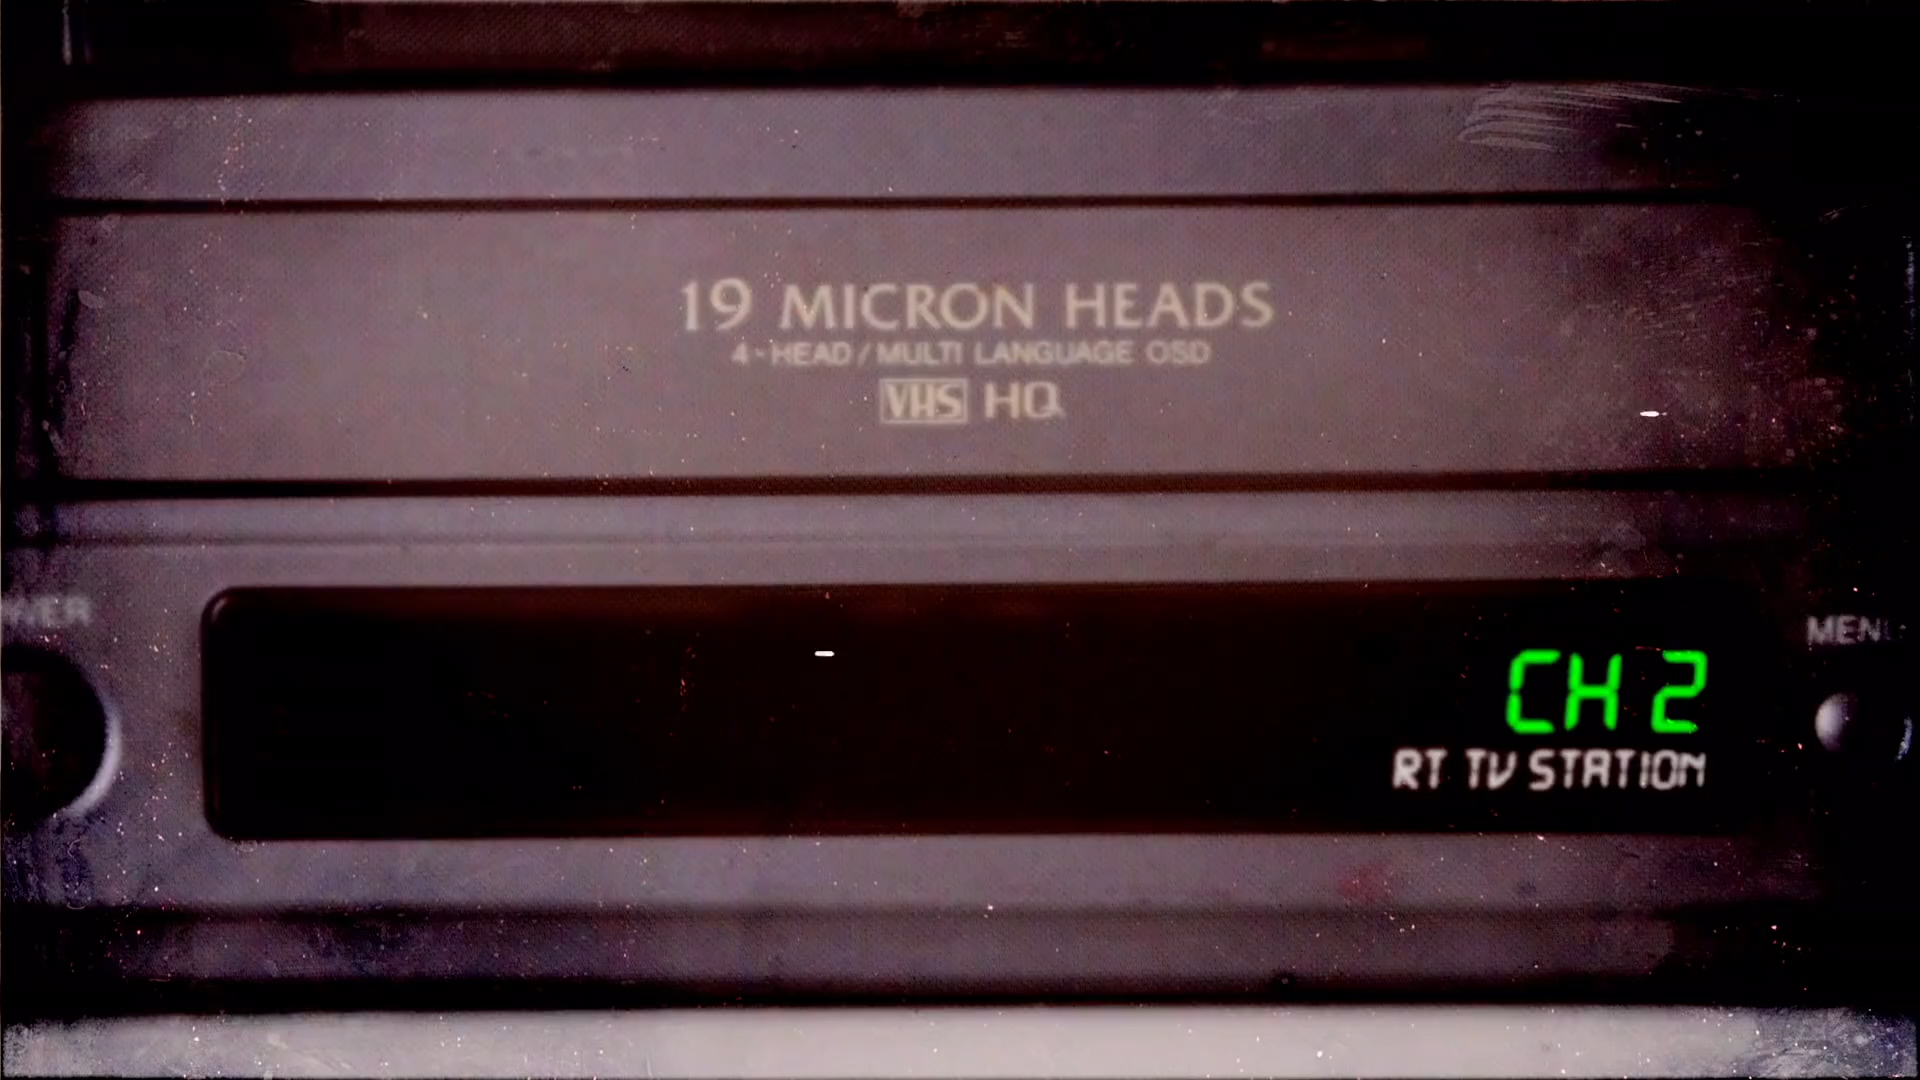 19 MICRON HEADS
4-HEAD/MULTI LANGUAGE OSD
VHS HQ
CH 2
RT TV STATION